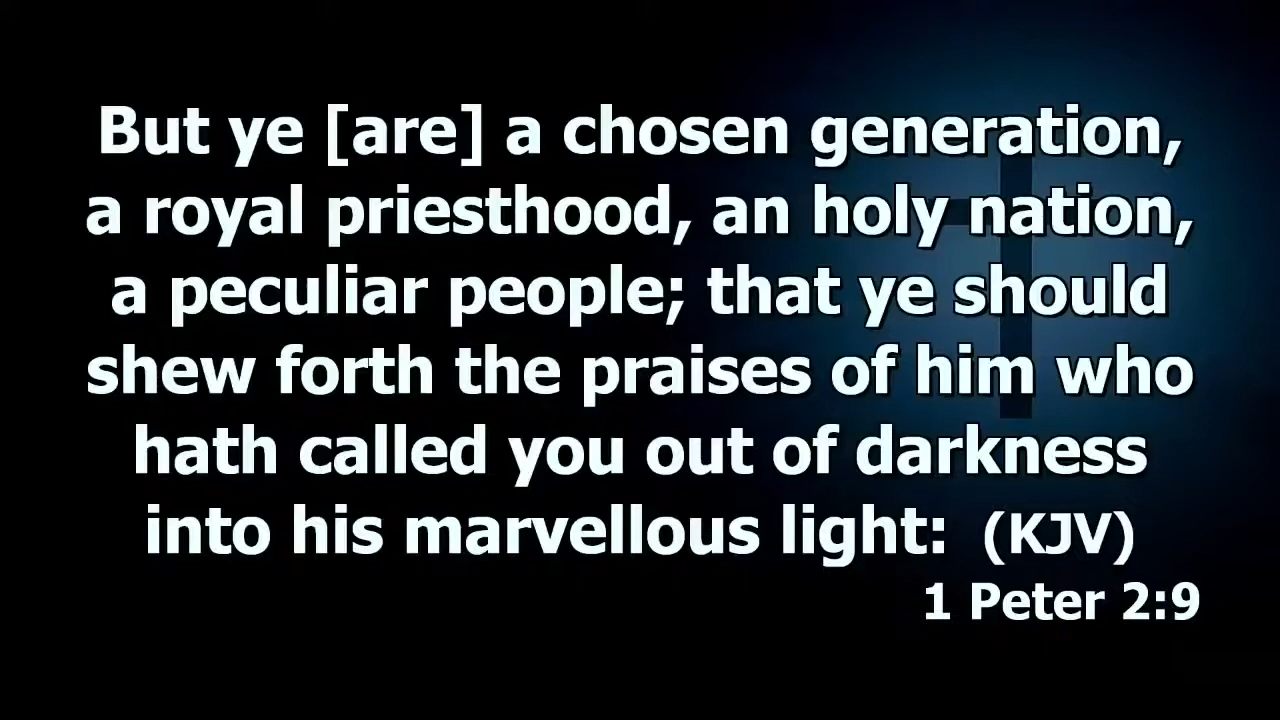 But ye [are] a chosen generation,
a royal priesthood, an holy nation,
a peculiar people; that ye should
shew forth the praises of him who
hath called you out of darkness
into his marvellous light: (KJV)
1 Peter 2:9